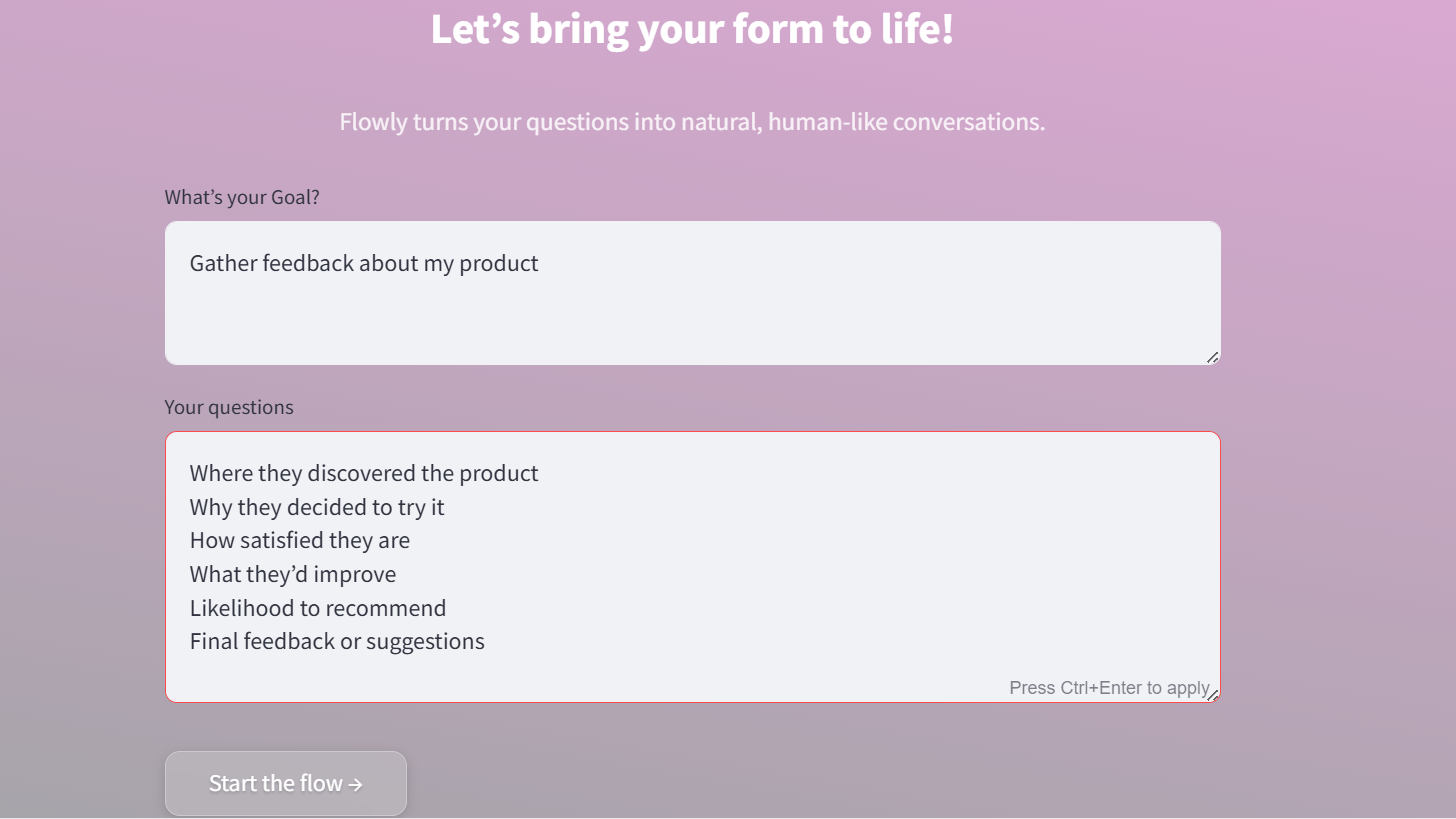 Let’s bring your form to life!
Flowly turns your questions into natural, human-like conversations.
What’s your Goal?
Gather feedback about my product
Your questions
Where they discovered the product
Why they decided to try it
How satisfied they are
What they’d improve
Likelihood to recommend
Final feedback or suggestions
Press Ctrl+Enter to apply
Start the flow →